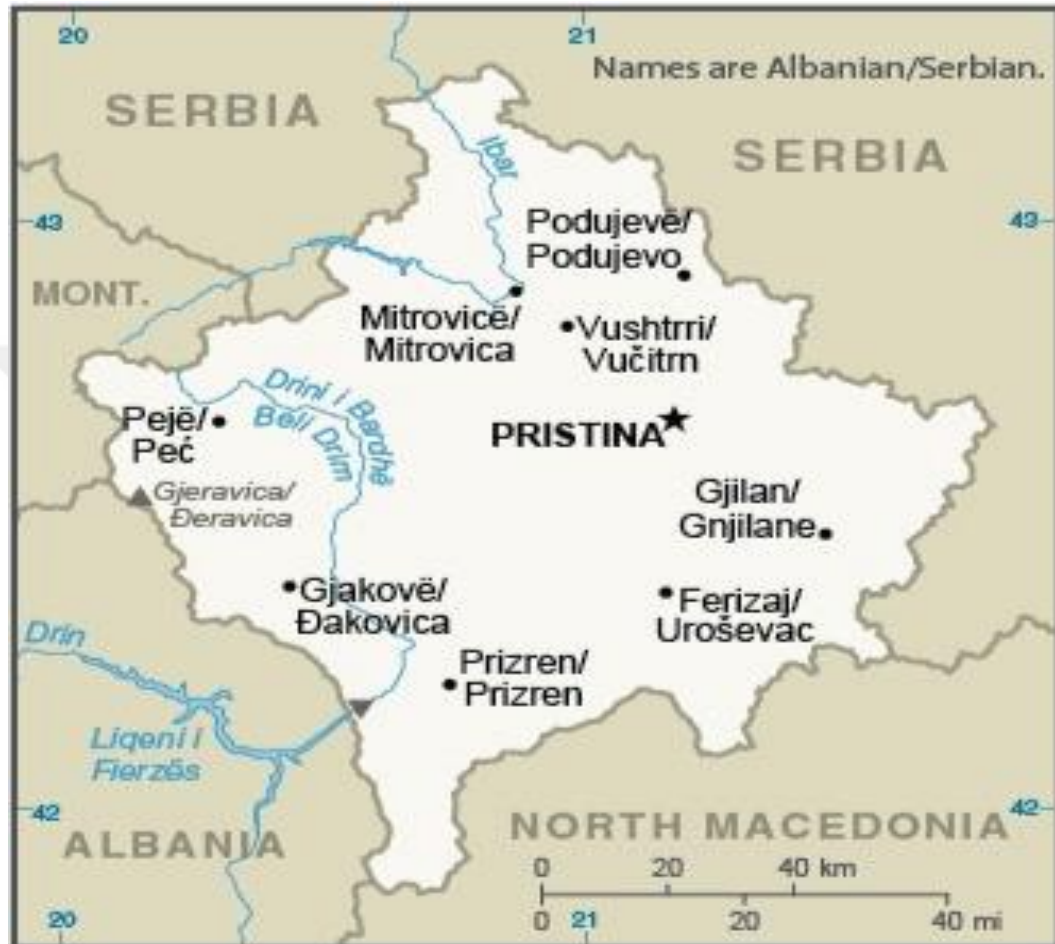 20
21
Names are Albanian/Serbian.
SERBIA
SERBIA
Ibar
43
43
Podujevë/
Podujevo
MONT.
Mitrovicë/
Mitrovica
Vushtrri/
Vučitrn
Drini i Bardhë
Beli Drim
Pejë/
Peć
PRISTINA
Gjeravica/
Đeravica
Gjilan/
Gnjilane
Gjakovë/
Đakovica
Ferizaj/
Uroševac
Drin
Prizren/
Prizren
Liqeni i
Fierzës
42
42
ALBANIA
NORTH MACEDONIA
0 20 40 km
0 20 40 mi
20
21